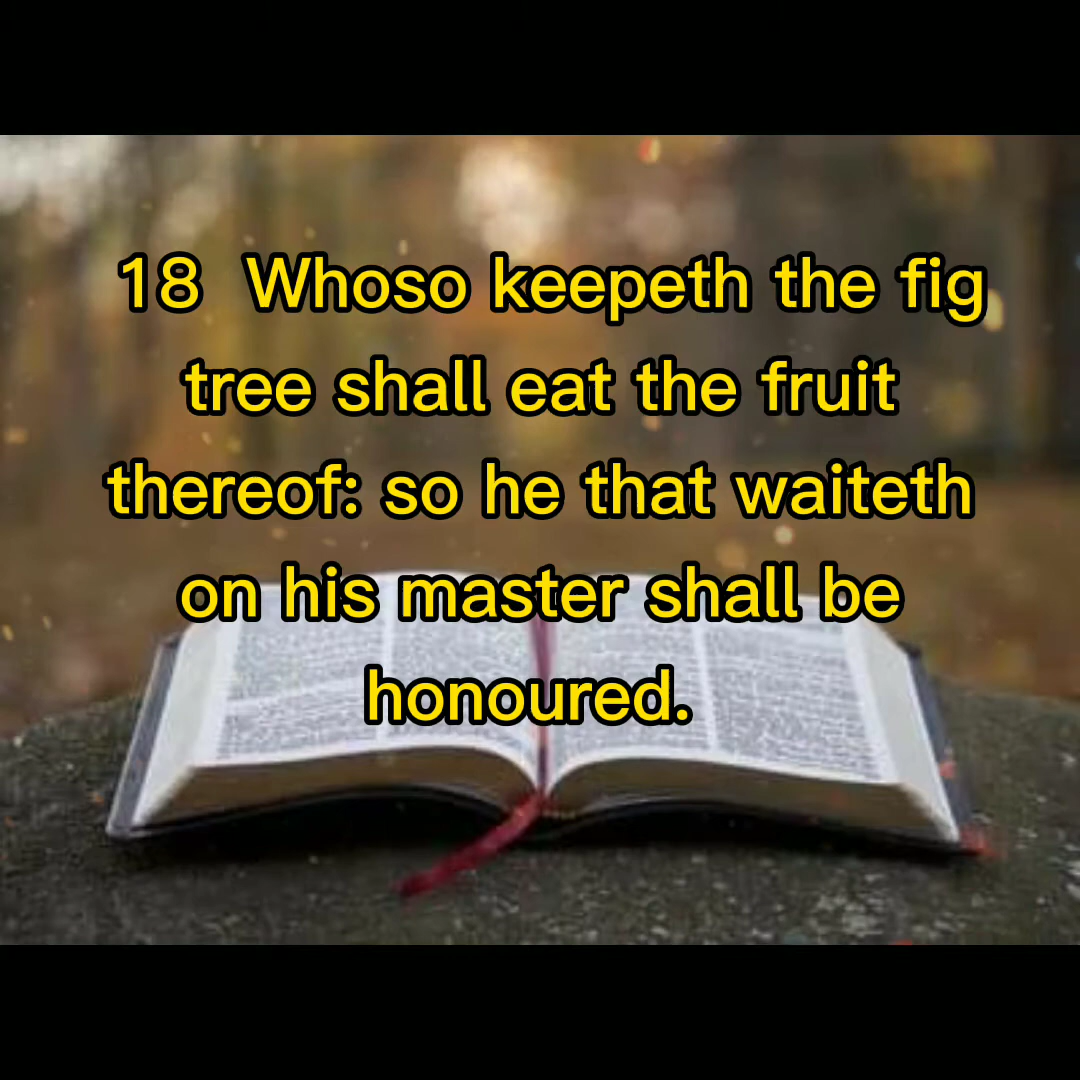 18 Whoso keepeth the fig
tree shall eat the fruit
thereof: so he that waiteth
on his master shall be
honoured.